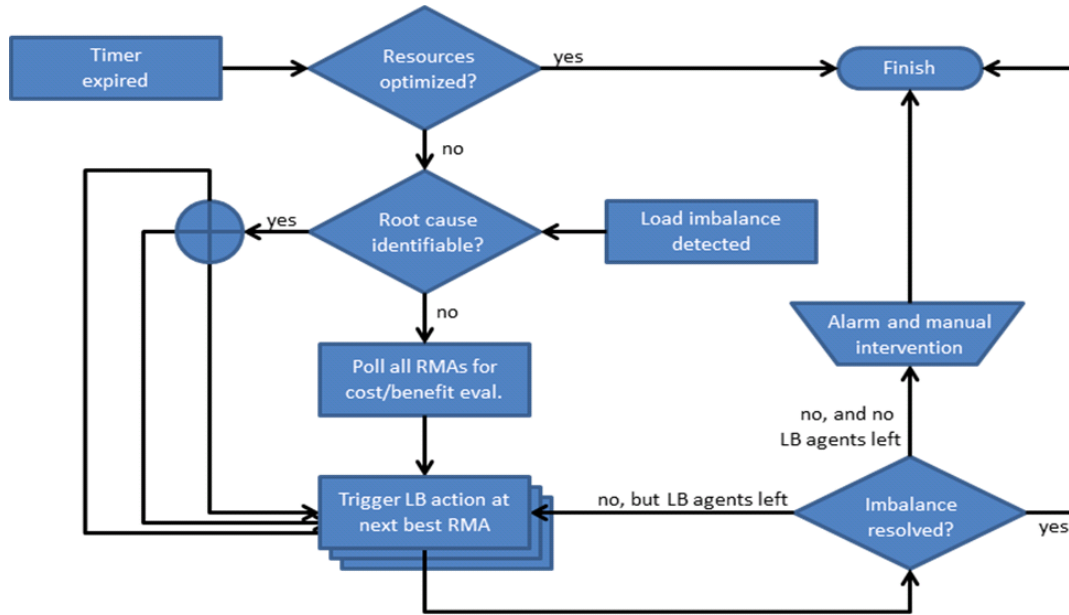 Timer
expired
Resources
optimized?
yes
Finish
no
yes
Root cause
identifiable?
Load imbalance
detected
no
Alarm and manual
intervention
Poll all RMAs for
cost/benefit eval.
no, and no
LB agents left
Trigger LB action at
next best RMA
no, but LB agents left
Imbalance
resolved?
yes